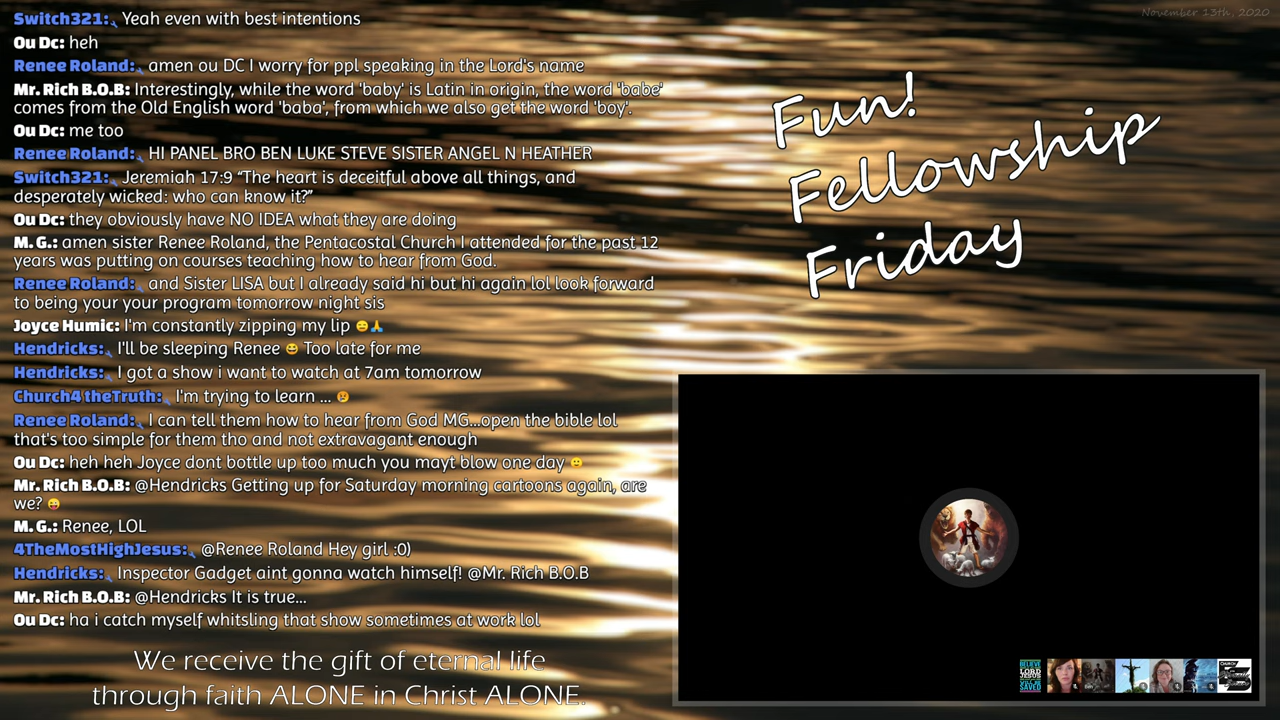 Switch321: Yeah even with best intentions
Ou Dc: heh
Renee Roland: amen ou DC I worry for ppl speaking in the Lord's name
Mr. Rich B.O.B: Interestingly, while the word 'baby' is Latin in origin, the word 'babe'
comes from the Old English word 'baba', from which we also get the word 'boy'.
Ou Dc: me too
Renee Roland: HI PANEL BRO BEN LUKE STEVE SISTER ANGEL N HEATHER
Switch321: Jeremiah 17:9 “The heart is deceitful above all things, and
desperately wicked: who can know it?”
Ou Dc: they obviously have NO IDEA what they are doing
M. G.: amen sister Renee Roland, the Pentacostal Church I attended for the past 12
years was putting on courses teaching how to hear from God.
Renee Roland: and Sister LISA but I already said hi but hi again lol look forward
to being your your program tomorrow night sis
Joyce Humic: I'm constantly zipping my lip 😑🙏
Hendricks: I'll be sleeping Renee 😄 Too late for me
Hendricks: I got a show i want to watch at 7am tomorrow
Church4theTruth: I'm trying to learn ... 😢
Renee Roland: I can tell them how to hear from God MG...open the bible lol
that's too simple for them tho and not extravagant enough
Ou Dc: heh heh Joyce dont bottle up too much you mayt blow one day 🙂
Mr. Rich B.O.B: @Hendricks Getting up for Saturday morning cartoons again, are
we? 😜
M. G.: Renee, LOL
4TheMostHighJesus: @Renee Roland Hey girl :0)
Hendricks: Inspector Gadget aint gonna watch himself! @Mr. Rich B.O.B
Mr. Rich B.O.B: @Hendricks It is true...
Ou Dc: ha i catch myself whitsling that show sometimes at work lol
We receive the gift of eternal life
through faith ALONE in Christ ALONE.
November 13th, 2020
Fun!
Fellowship
Friday
BELIEVE
LORD
JESUS
SAVED